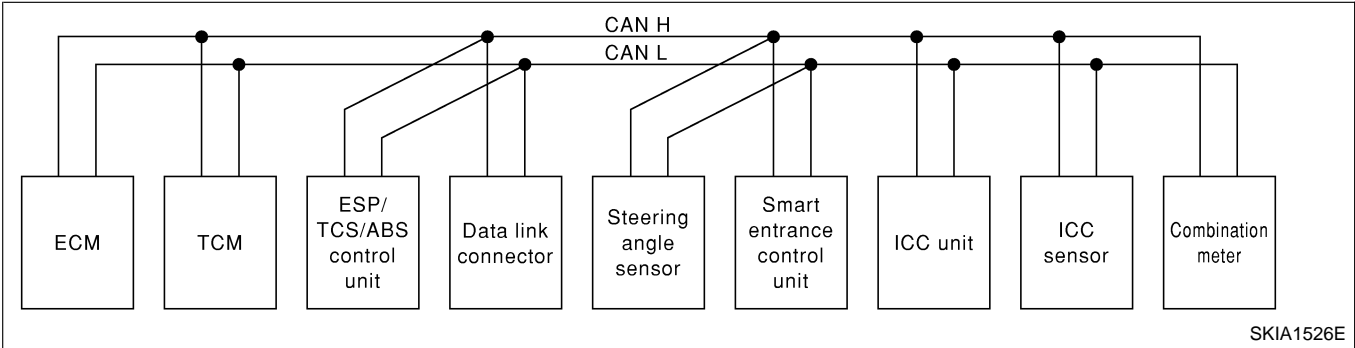 CAN H
CAN L
ECM
TCM
ESP/
TCS/ABS
control
unit
Data link
connector
Steering
angle
sensor
Smart
entrance
control
unit
ICC unit
ICC
sensor
Combination
meter
SKIA1526E